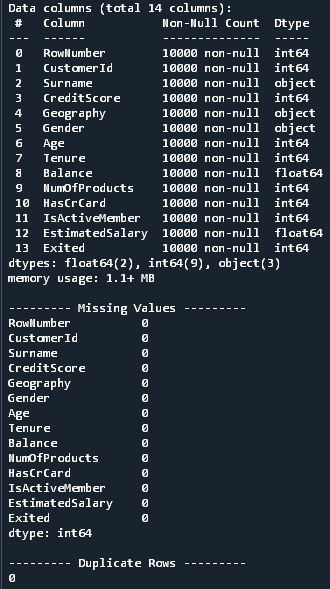 Data columns (total 14 columns):
 #   Column           Non-Null Count  Dtype
---  ------           --------------  -----
 0   RowNumber        10000 non-null  int64
 1   CustomerId       10000 non-null  int64
 2   Surname          10000 non-null  object
 3   CreditScore      10000 non-null  int64
 4   Geography        10000 non-null  object
 5   Gender           10000 non-null  object
 6   Age              10000 non-null  int64
 7   Tenure           10000 non-null  int64
 8   Balance          10000 non-null  float64
 9   NumOfProducts    10000 non-null  int64
 10  HasCrCard        10000 non-null  int64
 11  IsActiveMember   10000 non-null  int64
 12  EstimatedSalary  10000 non-null  float64
 13  Exited           10000 non-null  int64
dtypes: float64(2), int64(9), object(3)
memory usage: 1.1+ MB
--------- Missing Values ---------
RowNumber          0
CustomerId         0
Surname            0
CreditScore        0
Geography          0
Gender             0
Age                0
Tenure             0
Balance            0
NumOfProducts      0
HasCrCard          0
IsActiveMember     0
EstimatedSalary    0
Exited             0
dtype: int64
--------- Duplicate Rows ---------
0